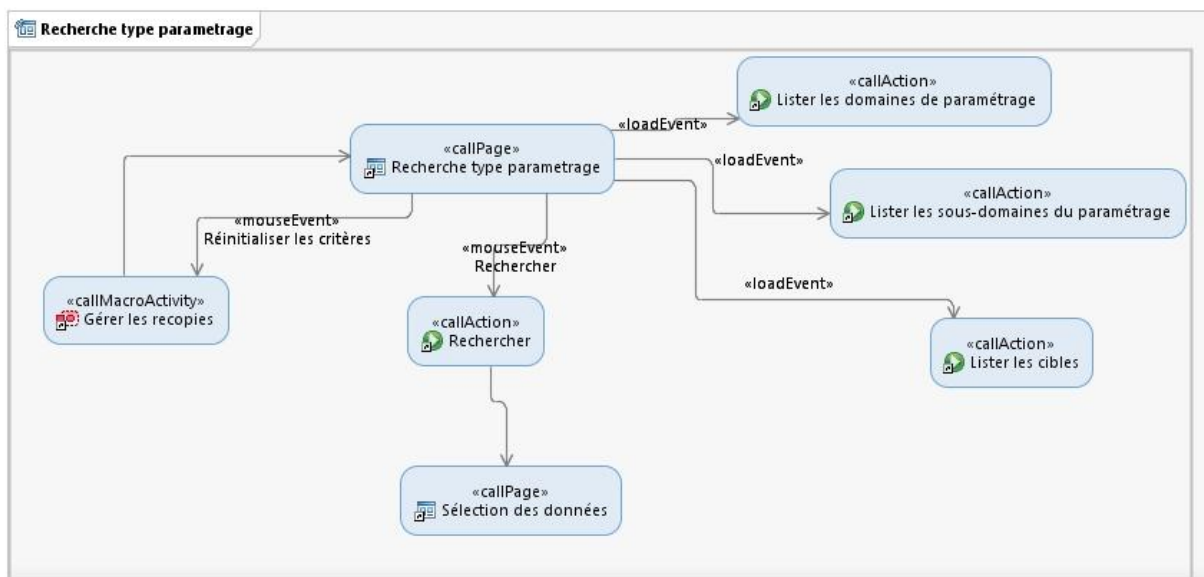 Recherche type parametrage
«callAction»
Lister les domaines de paramétrage
«loadEvent»
«callPage»
Recherche type parametrage
«loadEvent»
«callAction»
Lister les sous-domaines du paramétrage
«mouseEvent»
Réinitialiser les critères
«mouseEvent»
Rechercher
«loadEvent»
«callMacroActivity»
Gérer les recopies
«callAction»
Rechercher
«callAction»
Lister les cibles
«callPage»
Sélection des données